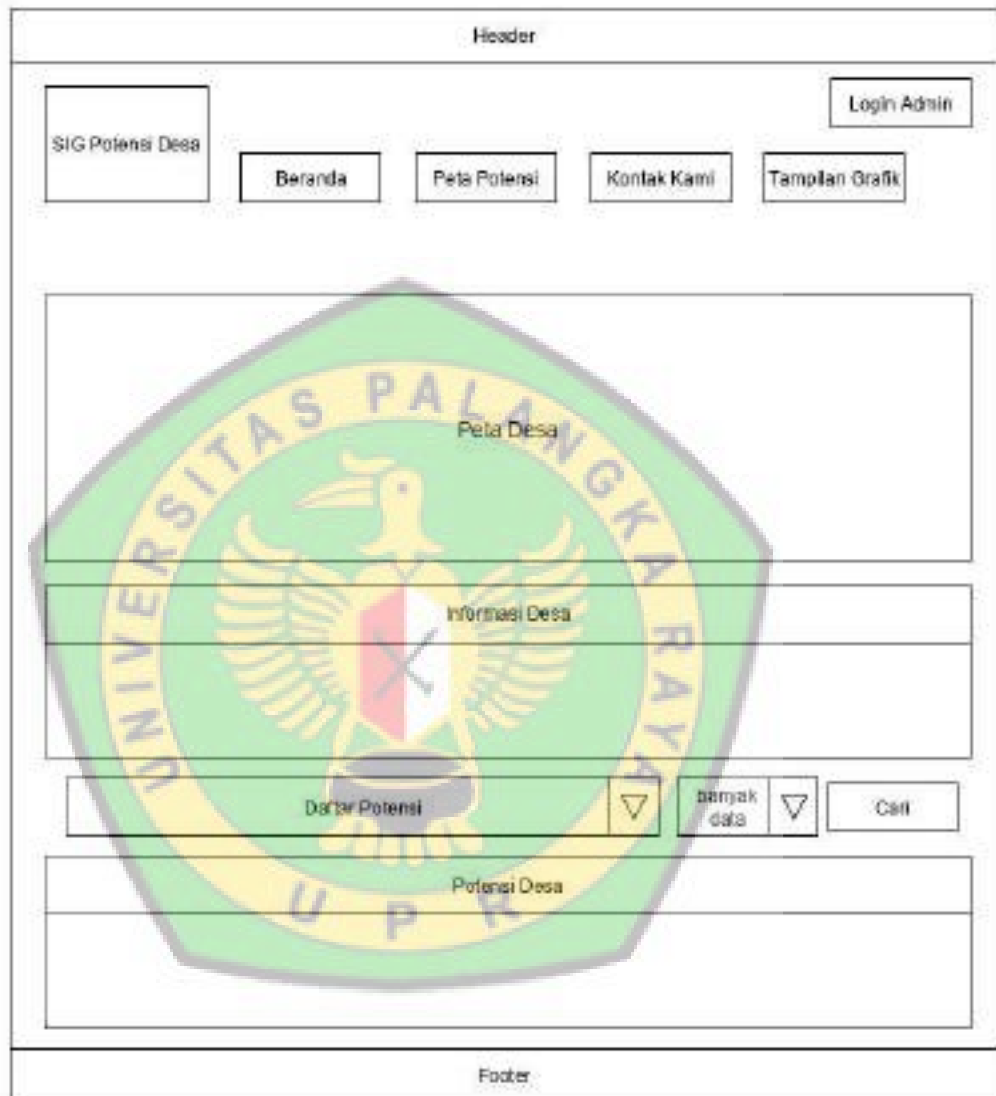 Header
Login Admin
SIG Potensi Desa
Beranda
Peta Potensi
Kontak Kami
Tampilan Grafik
UNIVERSITAS PALANGKA RAYA
Peta Desa
Informasi Desa
Daftar Potensi
banyak
data
Cari
Potensi Desa
UPR
Footer